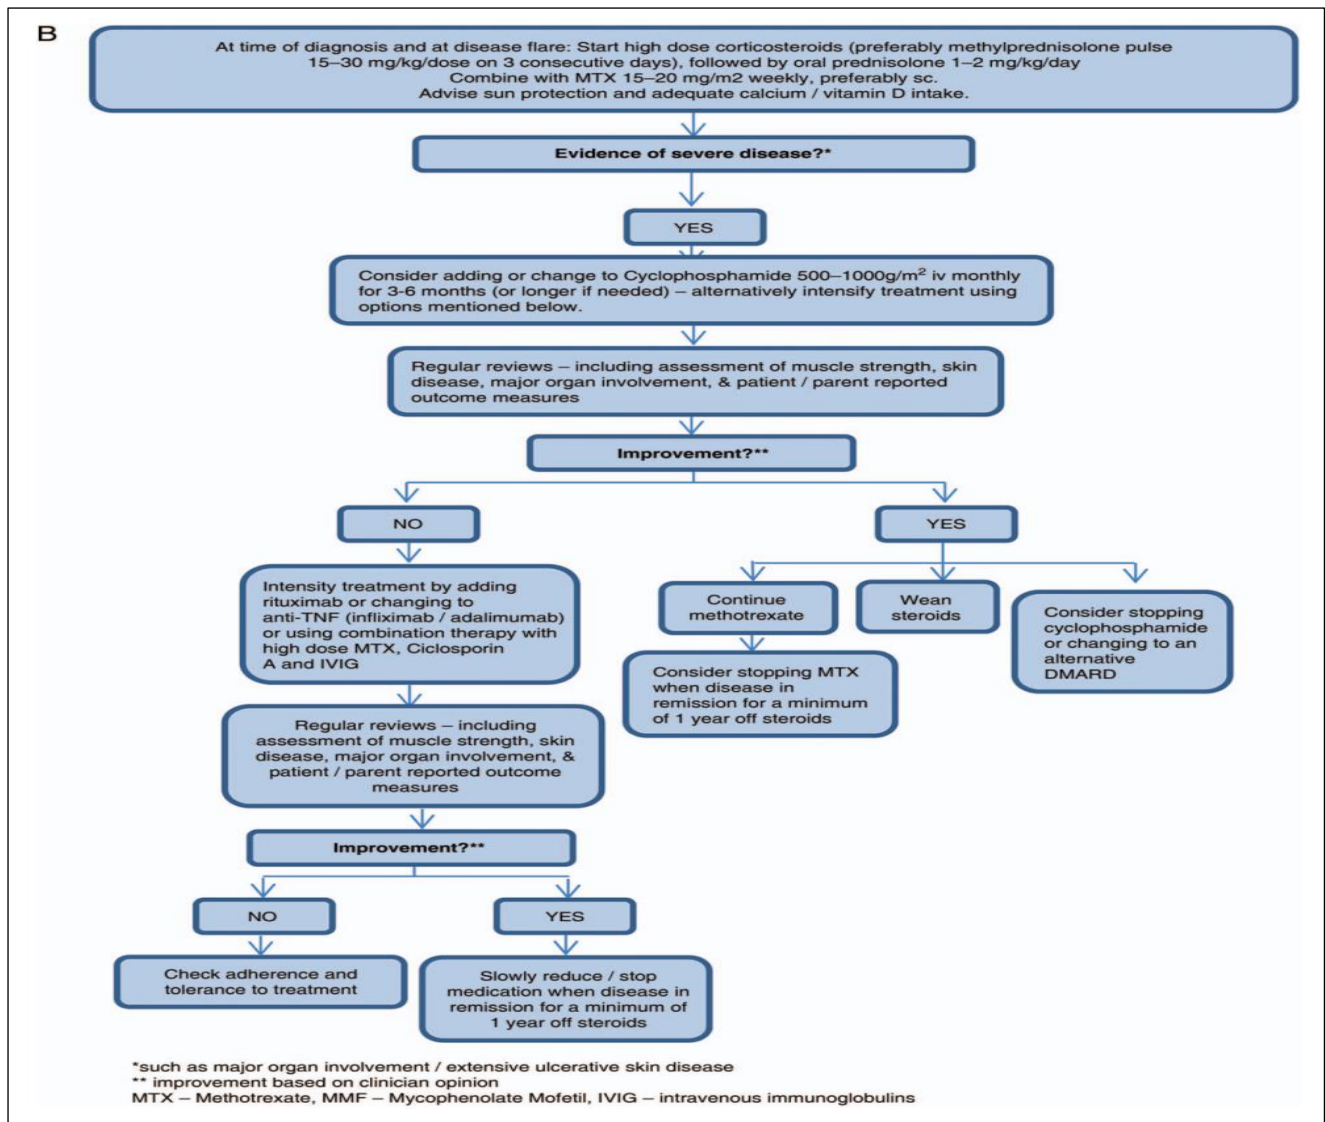 B
At time of diagnosis and at disease flare: Start high dose corticosteroids (preferably methylprednisolone pulse
15–30 mg/kg/dose on 3 consecutive days), followed by oral prednisolone 1–2 mg/kg/day
Combine with MTX 15–20 mg/m2 weekly, preferably sc.
Advise sun protection and adequate calcium / vitamin D intake.
Evidence of severe disease?*
YES
Consider adding or change to Cyclophosphamide 500–1000g/m² iv monthly
for 3-6 months (or longer if needed) – alternatively intensify treatment using
options mentioned below.
Regular reviews – including assessment of muscle strength, skin
disease, major organ involvement, & patient / parent reported
outcome measures
Improvement?**
NO
YES
Intensity treatment by adding
rituximab or changing to
anti-TNF (infliximab / adalimumab)
or using combination therapy with
high dose MTX, Ciclosporin
A and IVIG
Continue
methotrexate
Wean
steroids
Consider stopping
cyclophosphamide
or changing to an
alternative
DMARD
Consider stopping MTX
when disease in
remission for a minimum
of 1 year off steroids
Regular reviews – including
assessment of muscle strength, skin
disease, major organ involvement, &
patient / parent reported outcome
measures
Improvement?**
NO
YES
Check adherence and
tolerance to treatment
Slowly reduce / stop
medication when disease in
remission for a minimum of
1 year off steroids
*such as major organ involvement / extensive ulcerative skin disease
** improvement based on clinician opinion
MTX – Methotrexate, MMF – Mycophenolate Mofetil, IVIG – intravenous immunoglobulins